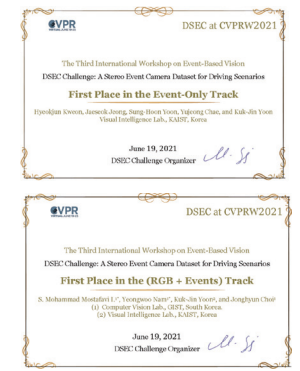 CVPR
DSEC at CVPRW2021
The Third International Workshop on Event-Based Vision
DSEC Challenge: A Stereo Event Camera Dataset for Driving Scenarios
First Place in the Event-Only Track
Hyeokjun Kweon, Jaeseok Jeong, Sung-Hoon Yoon, Yujeong Chae, and Kuk-Jin Yoon
Visual Intelligence Lab., KAIST, Korea
June 19, 2021
DSEC Challenge Organizer
CVPR
DSEC at CVPRW2021
The Third International Workshop on Event-Based Vision
DSEC Challenge: A Stereo Event Camera Dataset for Driving Scenarios
First Place in the (RGB + Events) Track
S. Mohammad Mostafavi I., Yeongwoo Nam, Kuk-Jin Yoon, and Jonghyun Choi
(1) Computer Vision Lab., GIST, South Korea
(2) Visual Intelligence Lab., KAIST, Korea
June 19, 2021
DSEC Challenge Organizer